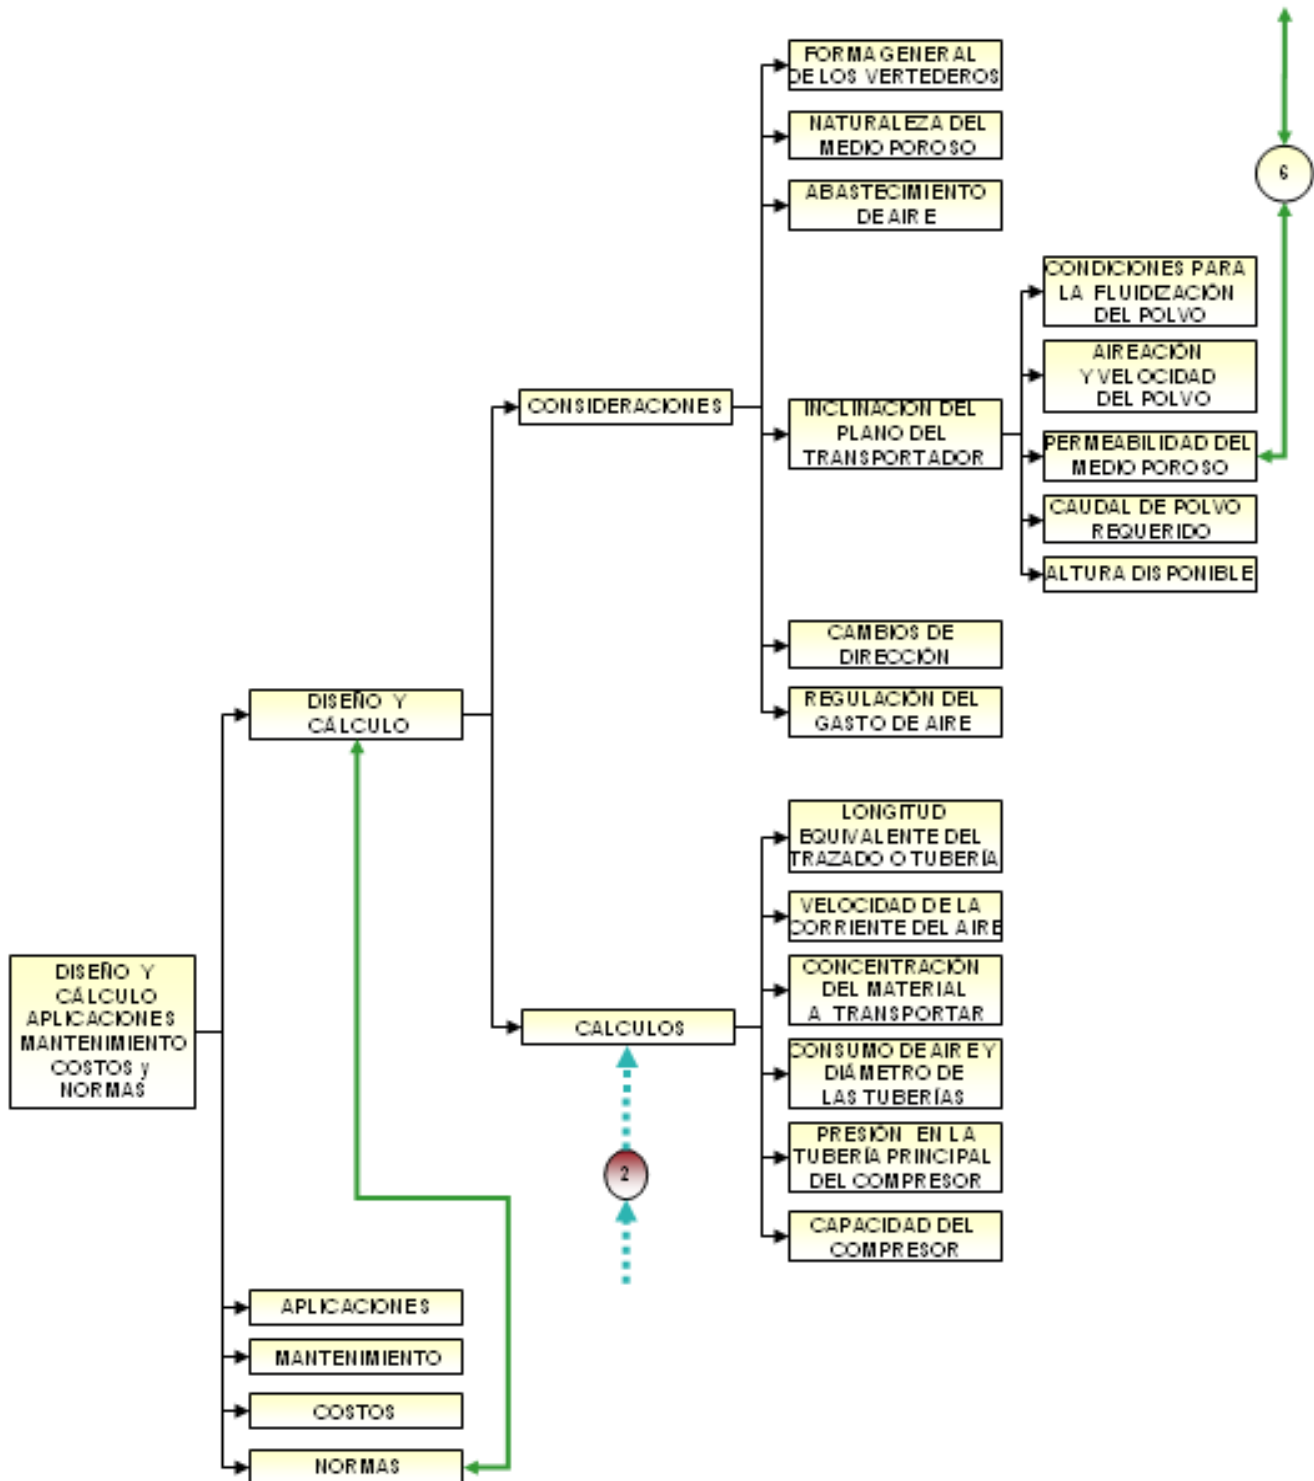 FORMA GENERAL
DE LOS VERTEDEROS
NATURALEZA DEL
MEDIO POROSO
6
ABASTECIMIENTO
DE AIRE
CONDICIONES PARA
LA FLUIDIZACIÓN
DEL POLVO
AIREACIÓN
Y VELOCIDAD
DEL POLVO
CONSIDERACIONES
INCLINACION DEL
PLANO DEL
TRANSPORTADOR
PERMEABILIDAD DEL
MEDIO POROSO
CAUDAL DE POLVO
REQUERIDO
ALTURA DISPONIBLE
CAMBIOS DE
DIRECCIÓN
DISEÑO Y
CÁLCULO
REGULACIÓN DEL
GASTO DE AIRE
LONGITUD
EQUIVALENTE DEL
TRAZADO O TUBERÍA
VELOCIDAD DE LA
CORRIENTE DEL AIRE
DISEÑO Y
CÁLCULO
APLICACIONES
MANTENIMIENTO
COSTOS y
NORMAS
CONCENTRACIÓN
DEL MATERIAL
A TRANSPORTAR
CALCULOS
CONSUMO DE AIRE Y
DIÁMETRO DE
LAS TUBERÍAS
PRESIÓN EN LA
TUBERÍA PRINCIPAL
DEL COMPRESOR
2
CAPACIDAD DEL
COMPRESOR
APLICACIONES
MANTENIMIENTO
COSTOS
NORMAS